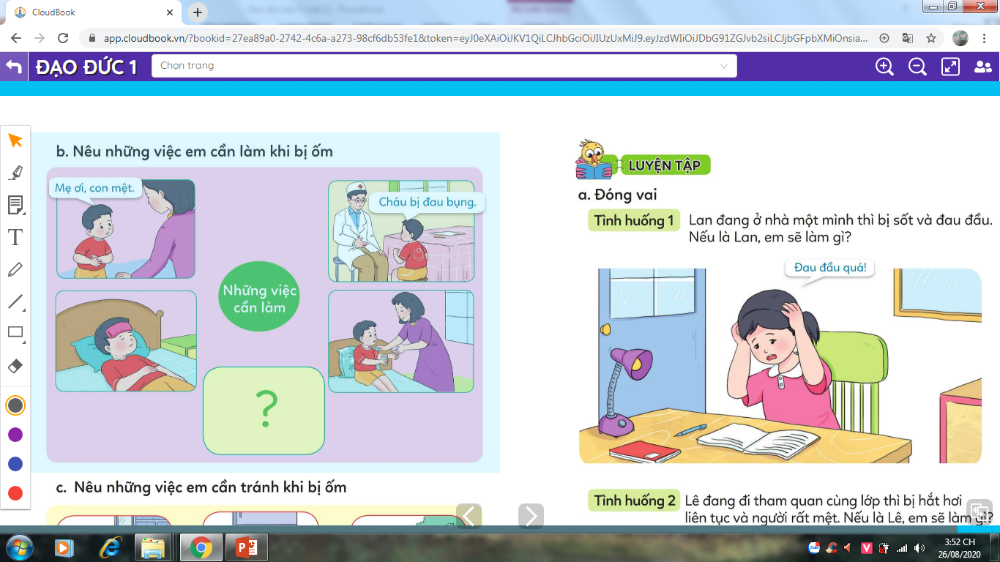 CloudBook
app.cloudbook.vn/?bookid=27ea89a0-2742-4c6a-a273-98cf6db53fe1&token=eyJ0eXAiOiJKV1QiLCJhbGciOiJIUzUxMiJ9.eyJzdWIiOiJDbG91ZGJvb2siLCJjbGFpbXMiOnsia...
ĐẠO ĐỨC 1
Chọn trang
b. Nêu những việc em cần làm khi bị ốm
Mẹ ơi, con mệt.
Cháu bị đau bụng.
Những việc
cần làm
?
c. Nêu những việc em cần tránh khi bị ốm
LUYỆN TẬP
a. Đóng vai
Tình huống 1 Lan đang ở nhà một mình thì bị sốt và đau đầu.
Nếu là Lan, em sẽ làm gì?
Đau đầu quá!
Tình huống 2 Lê đang đi tham quan cùng lớp thì bị hắt hơi
liên tục và người rất mệt. Nếu là Lê, em sẽ làm gì?
T
Zalo
V
3:52 CH
26/08/2020